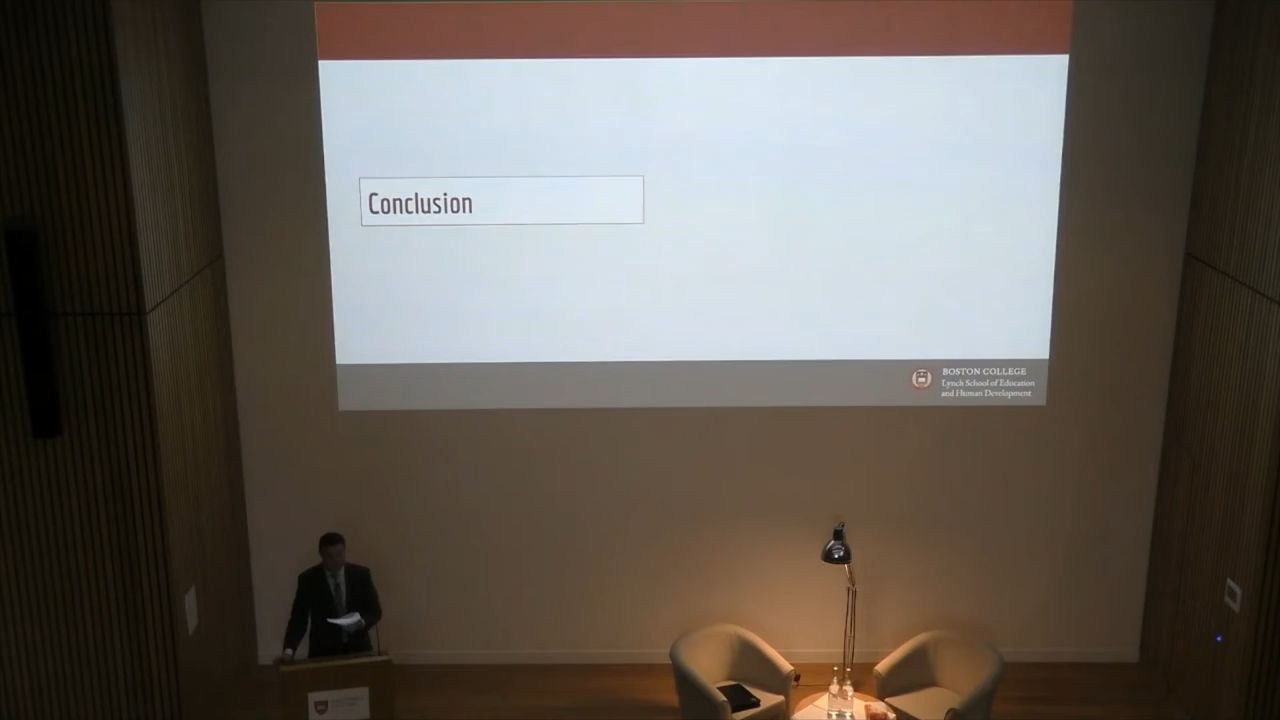 Conclusion
BOSTON COLLEGE
Lynch School of Education
and Human Development